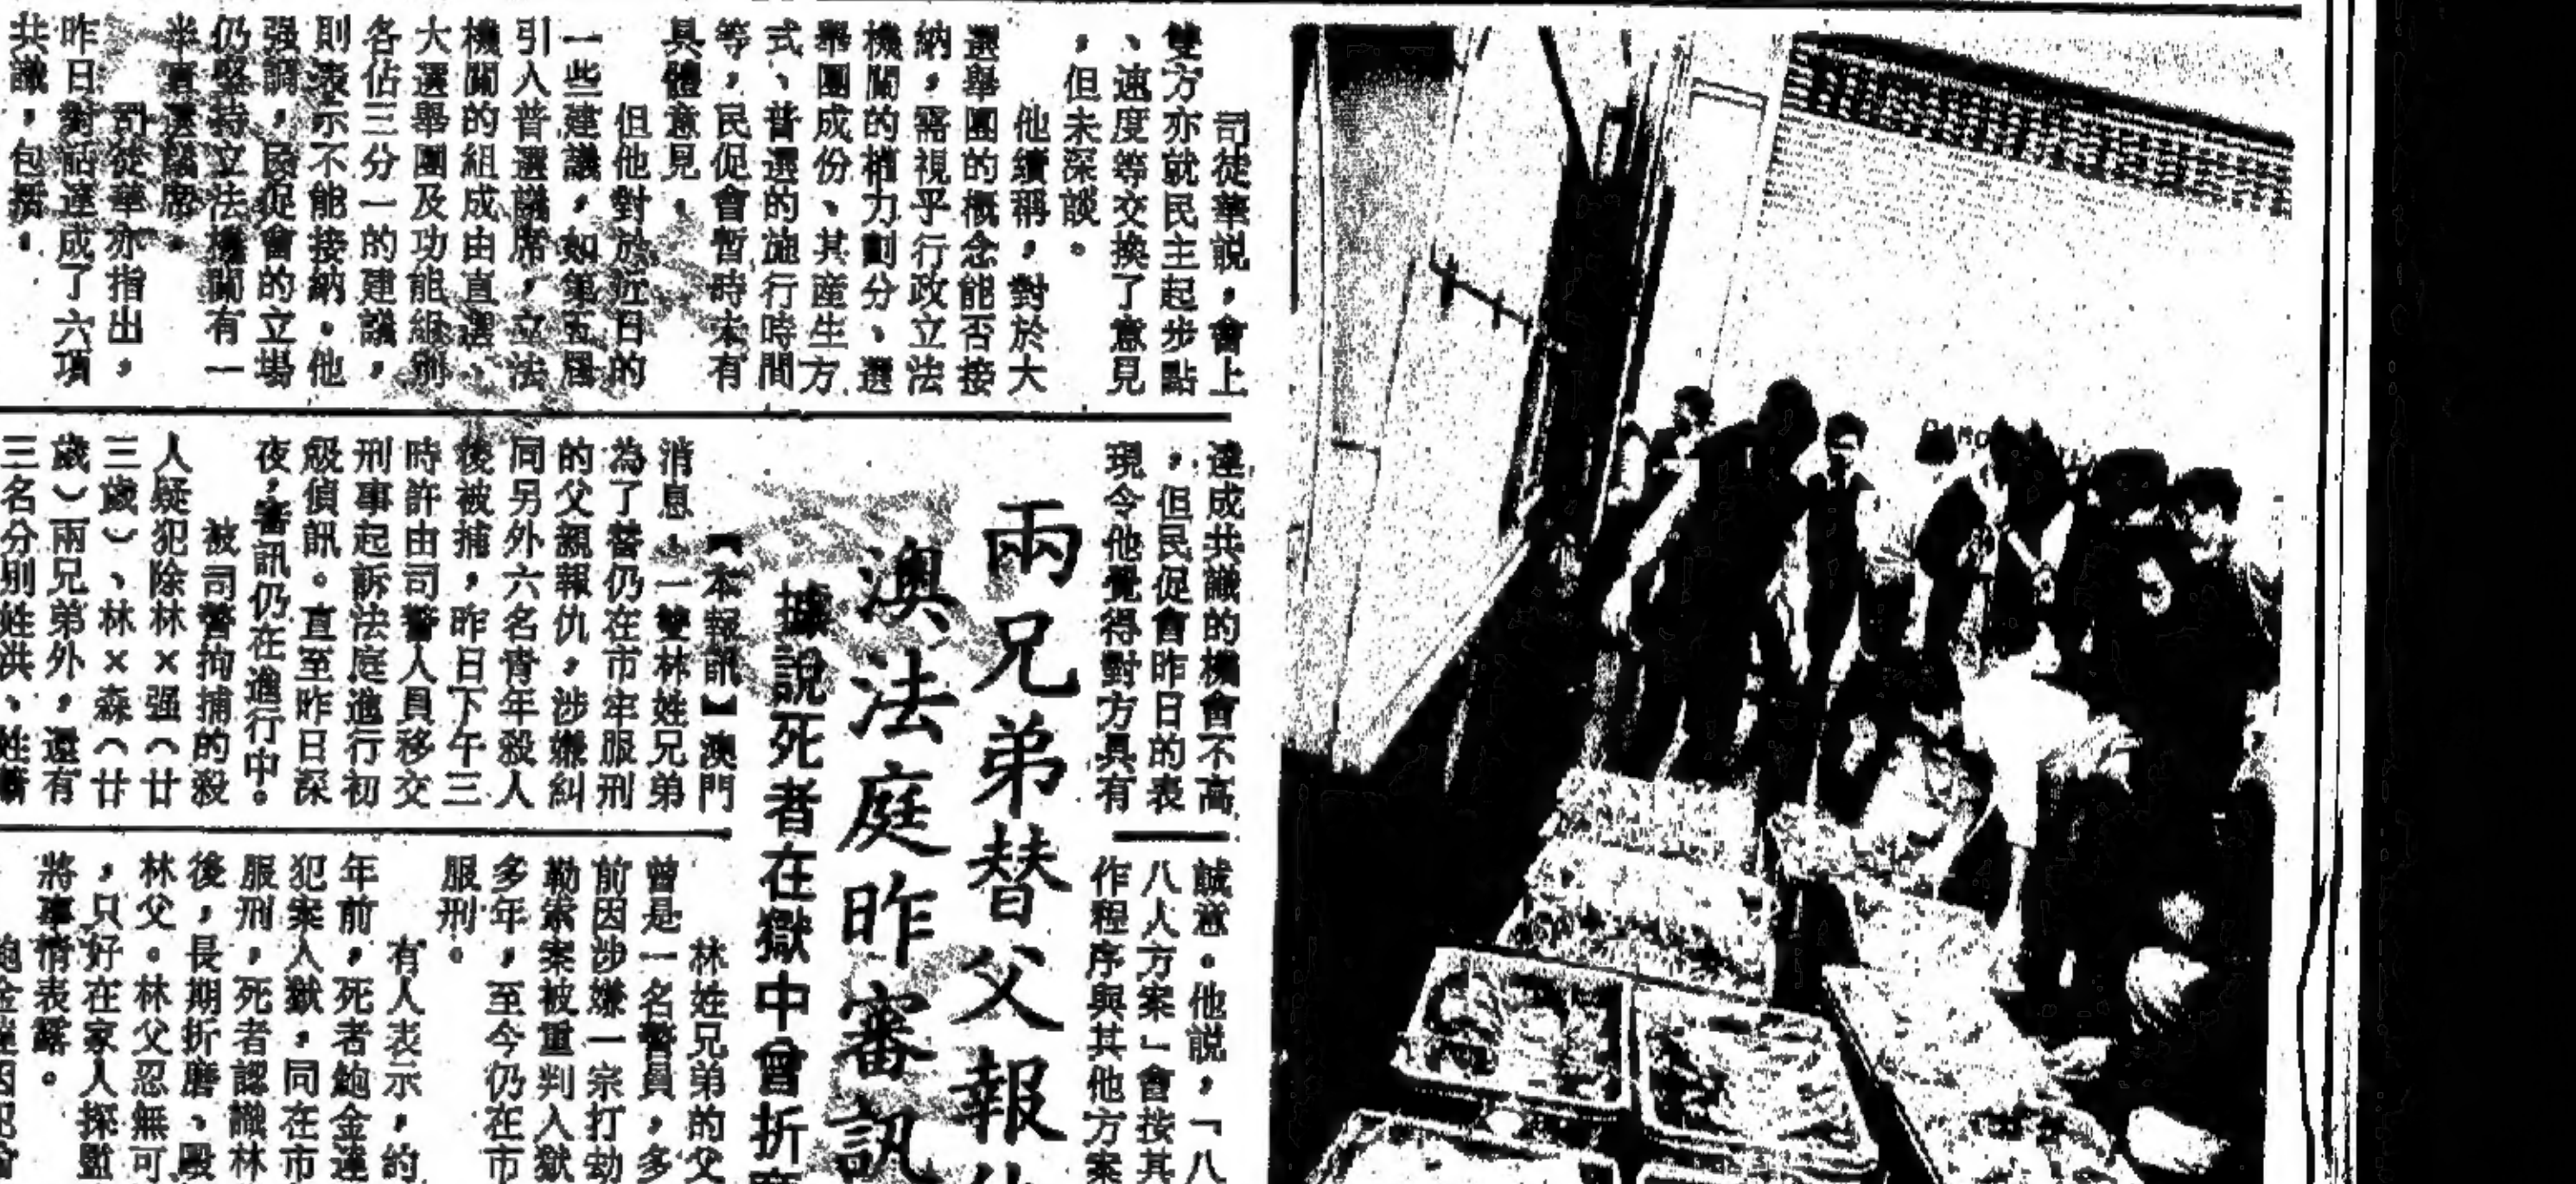 司徒華説，會上
雙方亦就民主起步點
、速度等交換了意見
，但未深談。
他續稱，對於大
選舉團的概念能否接
納，需視乎行政立法
機關的權力劃分、選
舉團成份、其産生方
式、普選的施行時間
等，民促會暫時未有
具體意見。
但他對於近日的
一些建議，如第五屆
引入普選議席，立法
機關的組成由直選、
大選舉團及功能組別
各佔三分一的建議，
則表示不能接納。他
强調，民促會的立場
仍堅持立法機關有一
半直選議席。
司徒華亦指出，
昨日對話達成了六項
共識，包括：
達成共識的機會不高
，但民促會昨日的表
現令他覺得對方具有
誠意。他説，「八
八人方案」會按其
作程序與其他方案
兩兄弟替父報
澳法庭昨審訊
據説死者在獄中曾折
【本報訊】澳門
消息：一雙林姓兄弟
為了替仍在市牢服刑
的父親報仇，涉嫌糾
同另外六名青年殺人
後被捕，昨日下午三
時許由司警人員移交
刑事起訴法庭進行初
級偵訊。直至昨日深
夜，審訊仍在進行中。
被司警拘捕的殺
人疑犯除林×强（廿
三歲）、林×森（廿
歲）兩兄弟外，還有
三名分別姓洪、姓
林姓兄弟的父
曾是一名警員，多
前因涉嫌一宗打劫
勒索案被重判入獄
多年，至今仍在市
服刑。
有人表示，約
年前，死者鮑金達
犯案入獄，同在市
服刑，死者認識林
後，長期折磨、毆
林父。林父忍無可
，只好在家人探監
將事情表露。